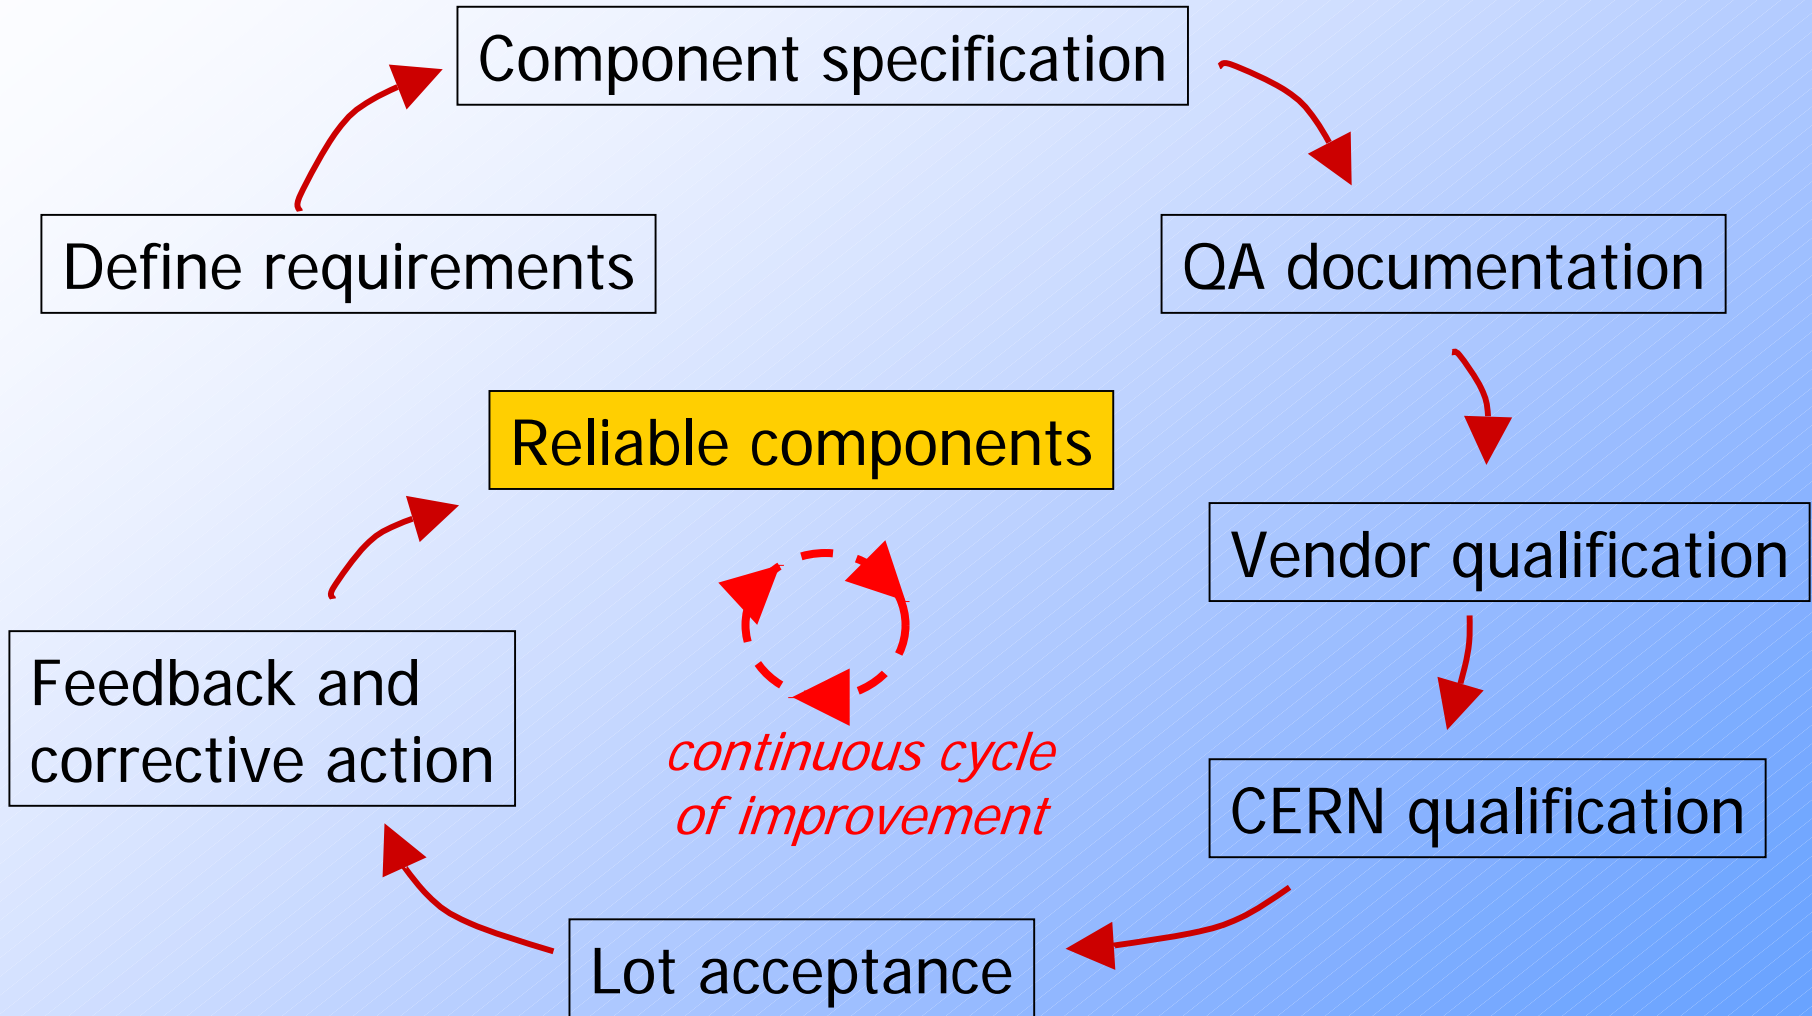 Component specification
Define requirements
QA documentation
Reliable components
Vendor qualification
Feedback and
corrective action
continuous cycle
of improvement
CERN qualification
Lot acceptance